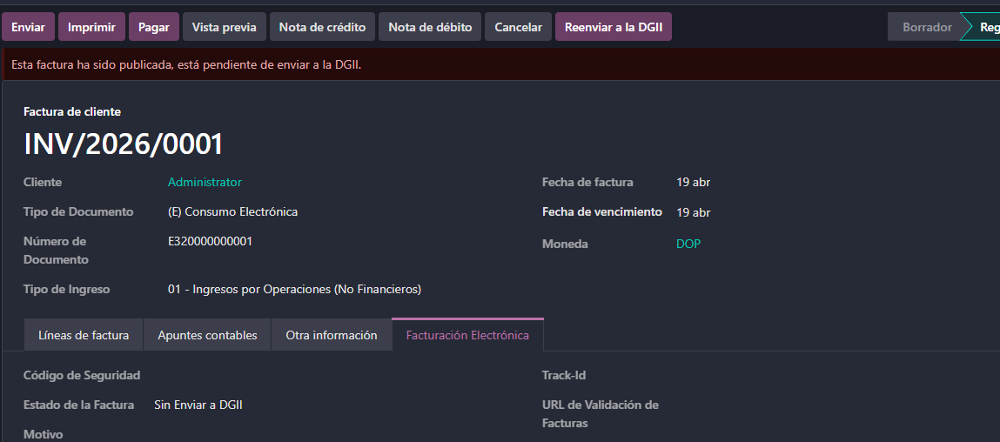 Enviar Imprimir Pagar Vista previa Nota de crédito Nota de débito Cancelar Reenviar a la DGII Borrador Reg
Esta factura ha sido publicada, está pendiente de enviar a la DGII.
Factura de cliente
INV/2026/0001
Cliente Administrator Fecha de factura 19 abr
Tipo de Documento (E) Consumo Electrónica Fecha de vencimiento 19 abr
Número de Documento E320000000001 Moneda DOP
Tipo de Ingreso 01 - Ingresos por Operaciones (No Financieros)
Líneas de factura Apuntes contables Otra información Facturación Electrónica
Código de Seguridad Track-Id
Estado de la Factura Sin Enviar a DGII URL de Validación de Facturas
Motivo